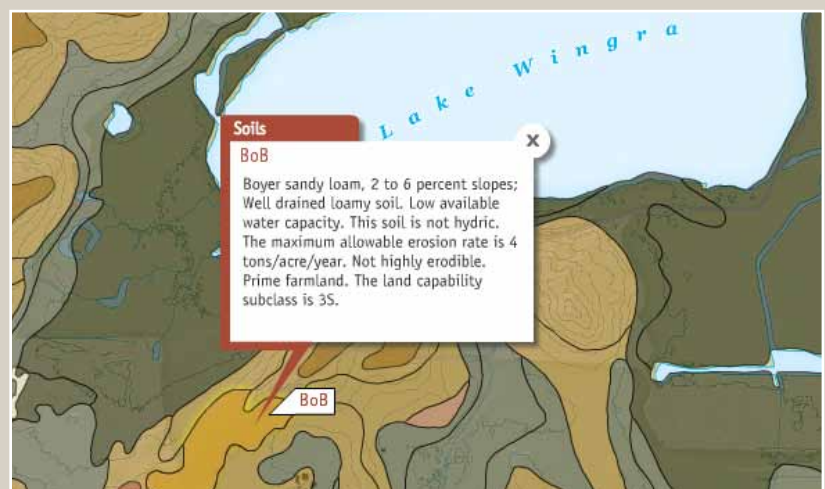 Lake Wingra
Soils
x
BoB
Boyer sandy loam, 2 to 6 percent slopes;
Well drained loamy soil. Low available
water capacity. This soil is not hydric.
The maximum allowable erosion rate is 4
tons/acre/year. Not highly erodible.
Prime farmland. The land capability
subclass is 3S.
BoB